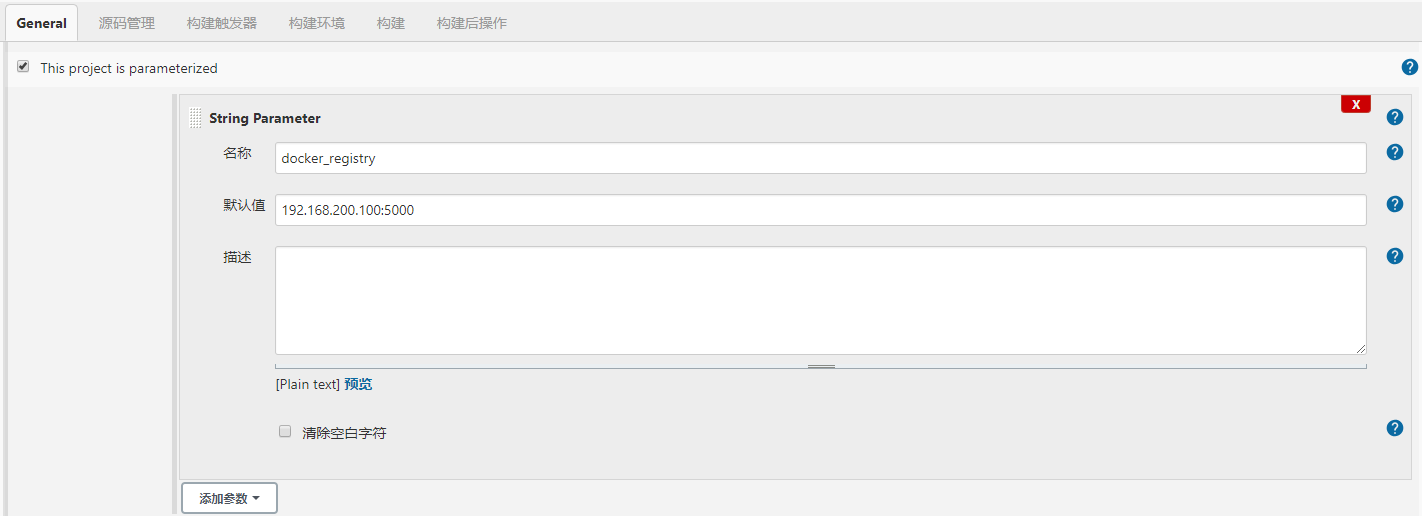 General 源码管理 构建触发器 构建环境 构建 构建后操作
This project is parameterized
String Parameter X
名称 docker_registry
默认值 192.168.200.100:5000
描述
[Plain text] 预览
清除空白字符
添加参数